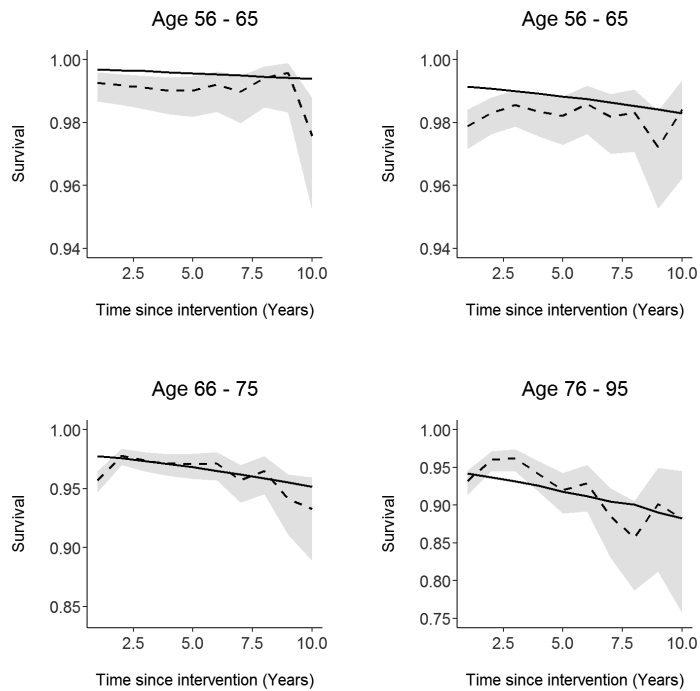 Age 56 - 65
Survival
1.00
0.98
0.96
0.94
2.5 5.0 7.5 10.0
Time since intervention (Years)
Age 56 - 65
Survival
1.00
0.98
0.96
0.94
2.5 5.0 7.5 10.0
Time since intervention (Years)
Age 66 - 75
Survival
1.00
0.95
0.90
0.85
2.5 5.0 7.5 10.0
Time since intervention (Years)
Age 76 - 95
Survival
1.00
0.95
0.90
0.85
0.80
0.75
2.5 5.0 7.5 10.0
Time since intervention (Years)